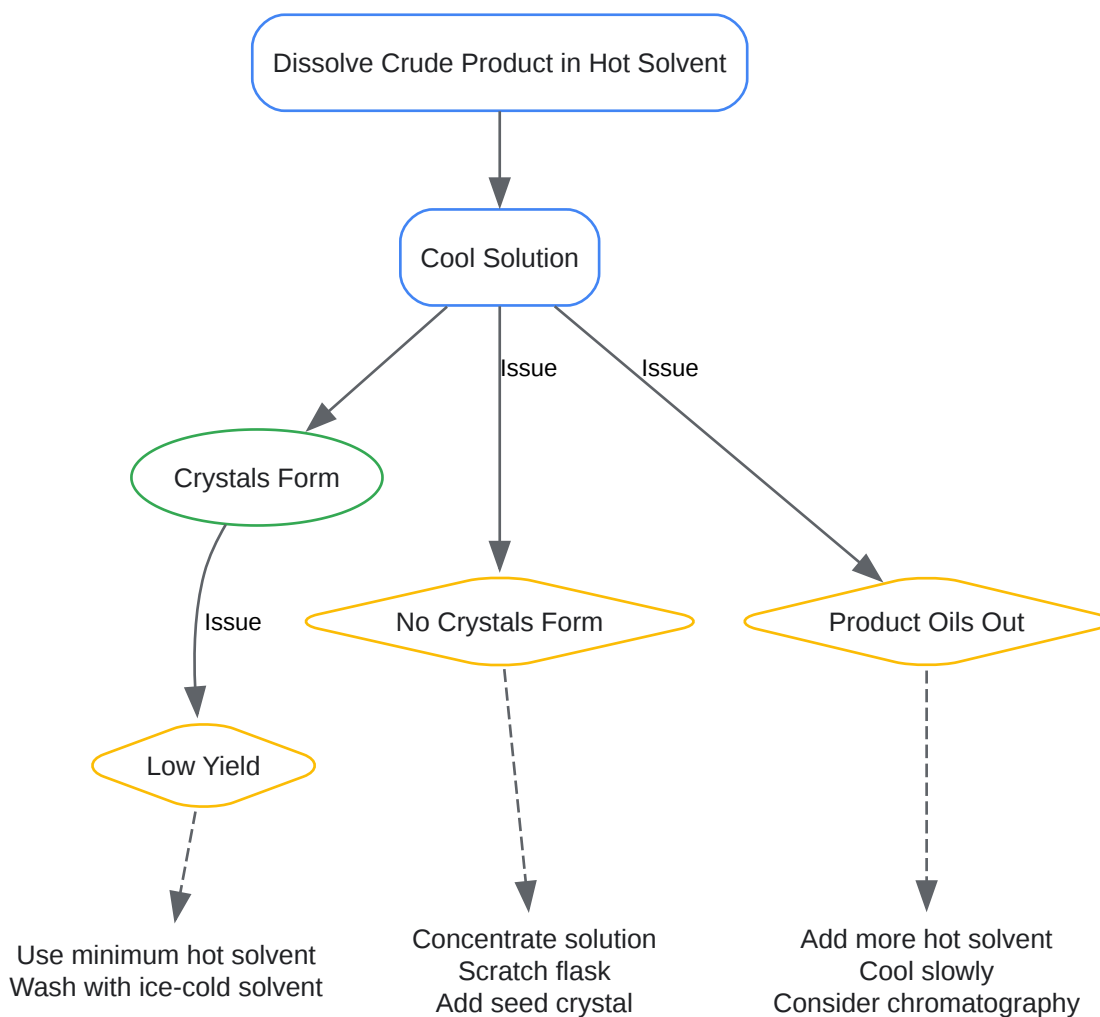 Dissolve Crude Product in Hot Solvent
Cool Solution
Issue
Issue
Crystals Form
Issue
No Crystals Form
Product Oils Out
Low Yield
Use minimum hot solvent
Wash with ice-cold solvent
Concentrate solution
Scratch flask
Add seed crystal
Add more hot solvent
Cool slowly
Consider chromatography